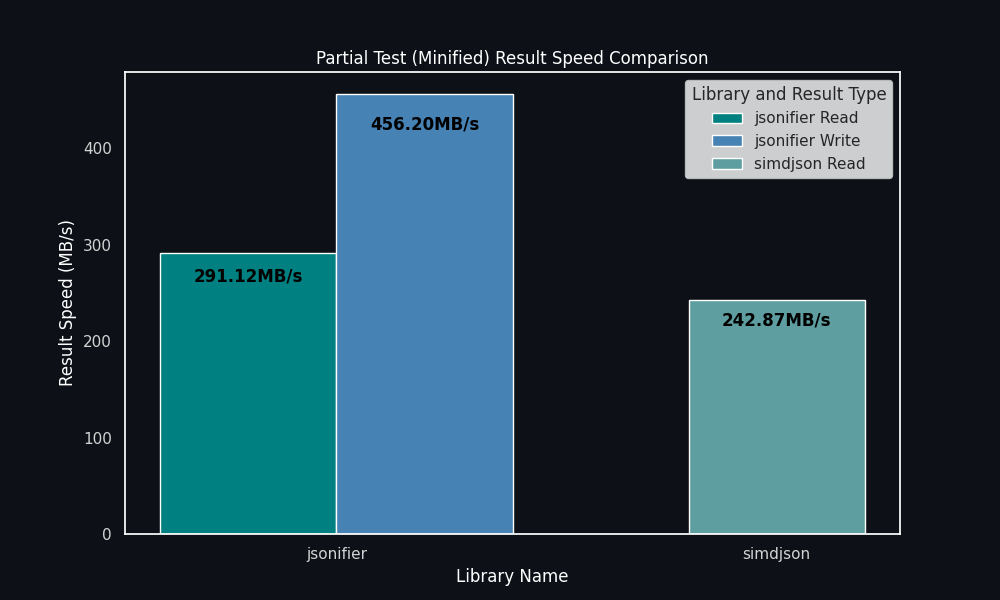 Partial Test (Minified) Result Speed Comparison
Library and Result Type
jsonifier Read
jsonifier Write
simdjson Read
456.20MB/s
291.12MB/s
242.87MB/s
Result Speed (MB/s)
400
300
200
100
0
jsonifier
simdjson
Library Name